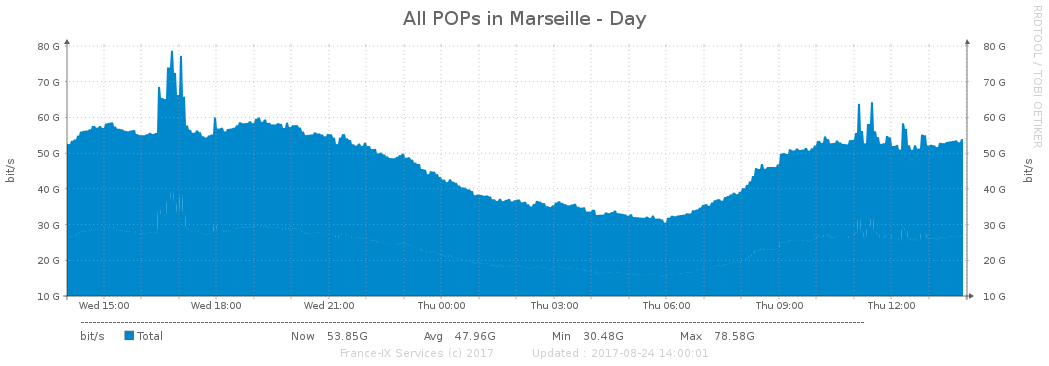 All POPs in Marseille - Day
RRDTOOL / TOBI OETIKER
80 G 80 G
70 G 70 G
60 G 60 G
50 G 50 G
40 G 40 G
30 G 30 G
20 G 20 G
10 G 10 G
bit/s bit/s
Wed 15:00 Wed 18:00 Wed 21:00 Thu 00:00 Thu 03:00 Thu 06:00 Thu 09:00 Thu 12:00
bit/s Total Now 53.85G Avg 47.96G Min 30.48G Max 78.58G
France-IX Services (c) 2017 Updated : 2017-08-24 14:00:01